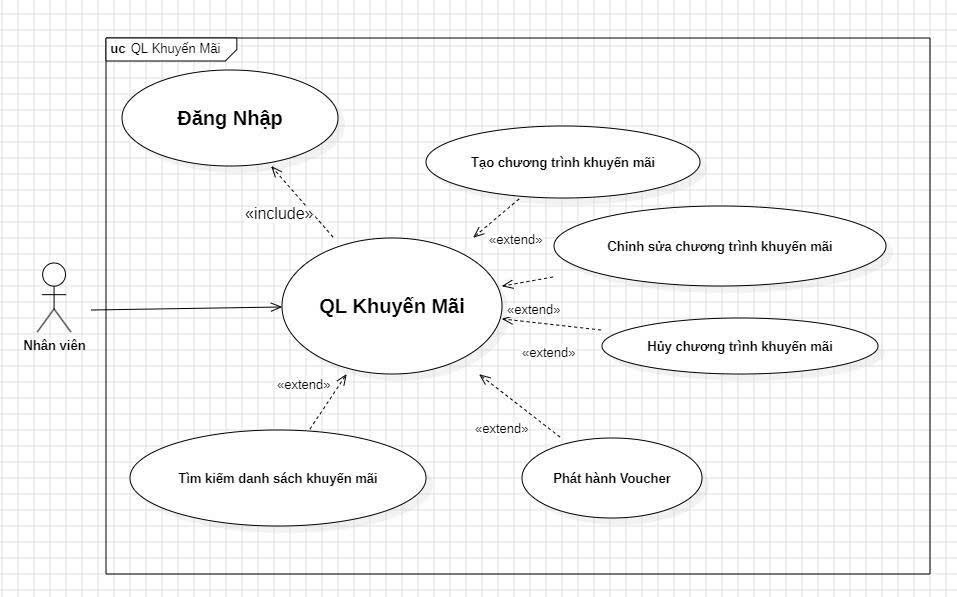 uc QL Khuyến Mãi
Đăng Nhập
Tạo chương trình khuyến mãi
«include»
«extend»
Chỉnh sửa chương trình khuyến mãi
QL Khuyến Mãi
«extend»
Hủy chương trình khuyến mãi
«extend»
Nhân viên
«extend»
«extend»
Tìm kiếm danh sách khuyến mãi
Phát hành Voucher